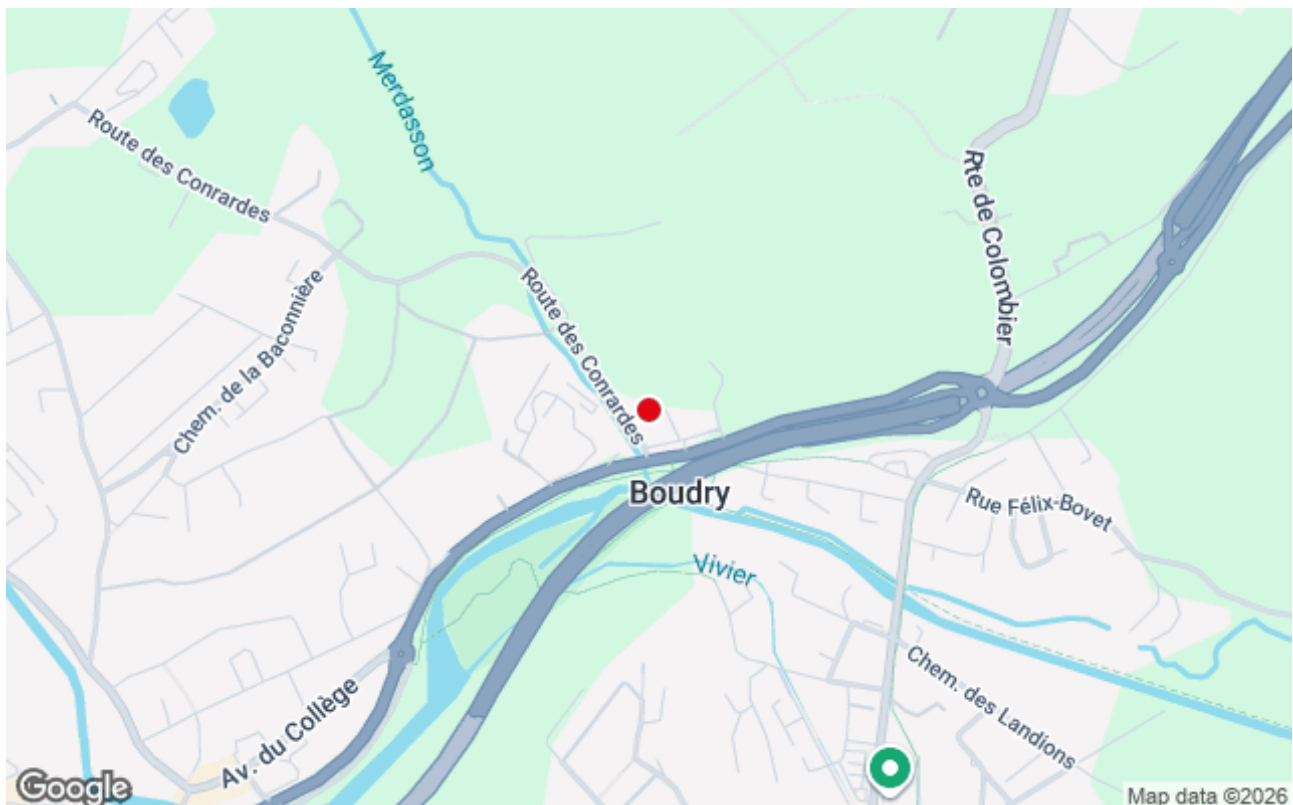 Merdasson
Route des Conrardes
Rte de Colombier
Route des Conrardes
Chem. de la Baconnière
Boudry
Rue Félix-Bovet
Vivier
Chem. des Landions
Av. du Collège
Google
Map data ©2026